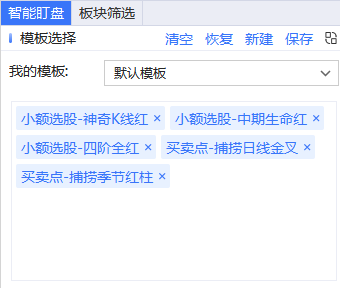 智能盯盘 板块筛选
模板选择 清空 恢复 新建 保存
我的模板: 默认模板
小额选股-神奇K线红 × 小额选股-中期生命红 ×
小额选股-四阶全红 × 买卖点-捕捞日线金叉 ×
买卖点-捕捞季节红柱 ×